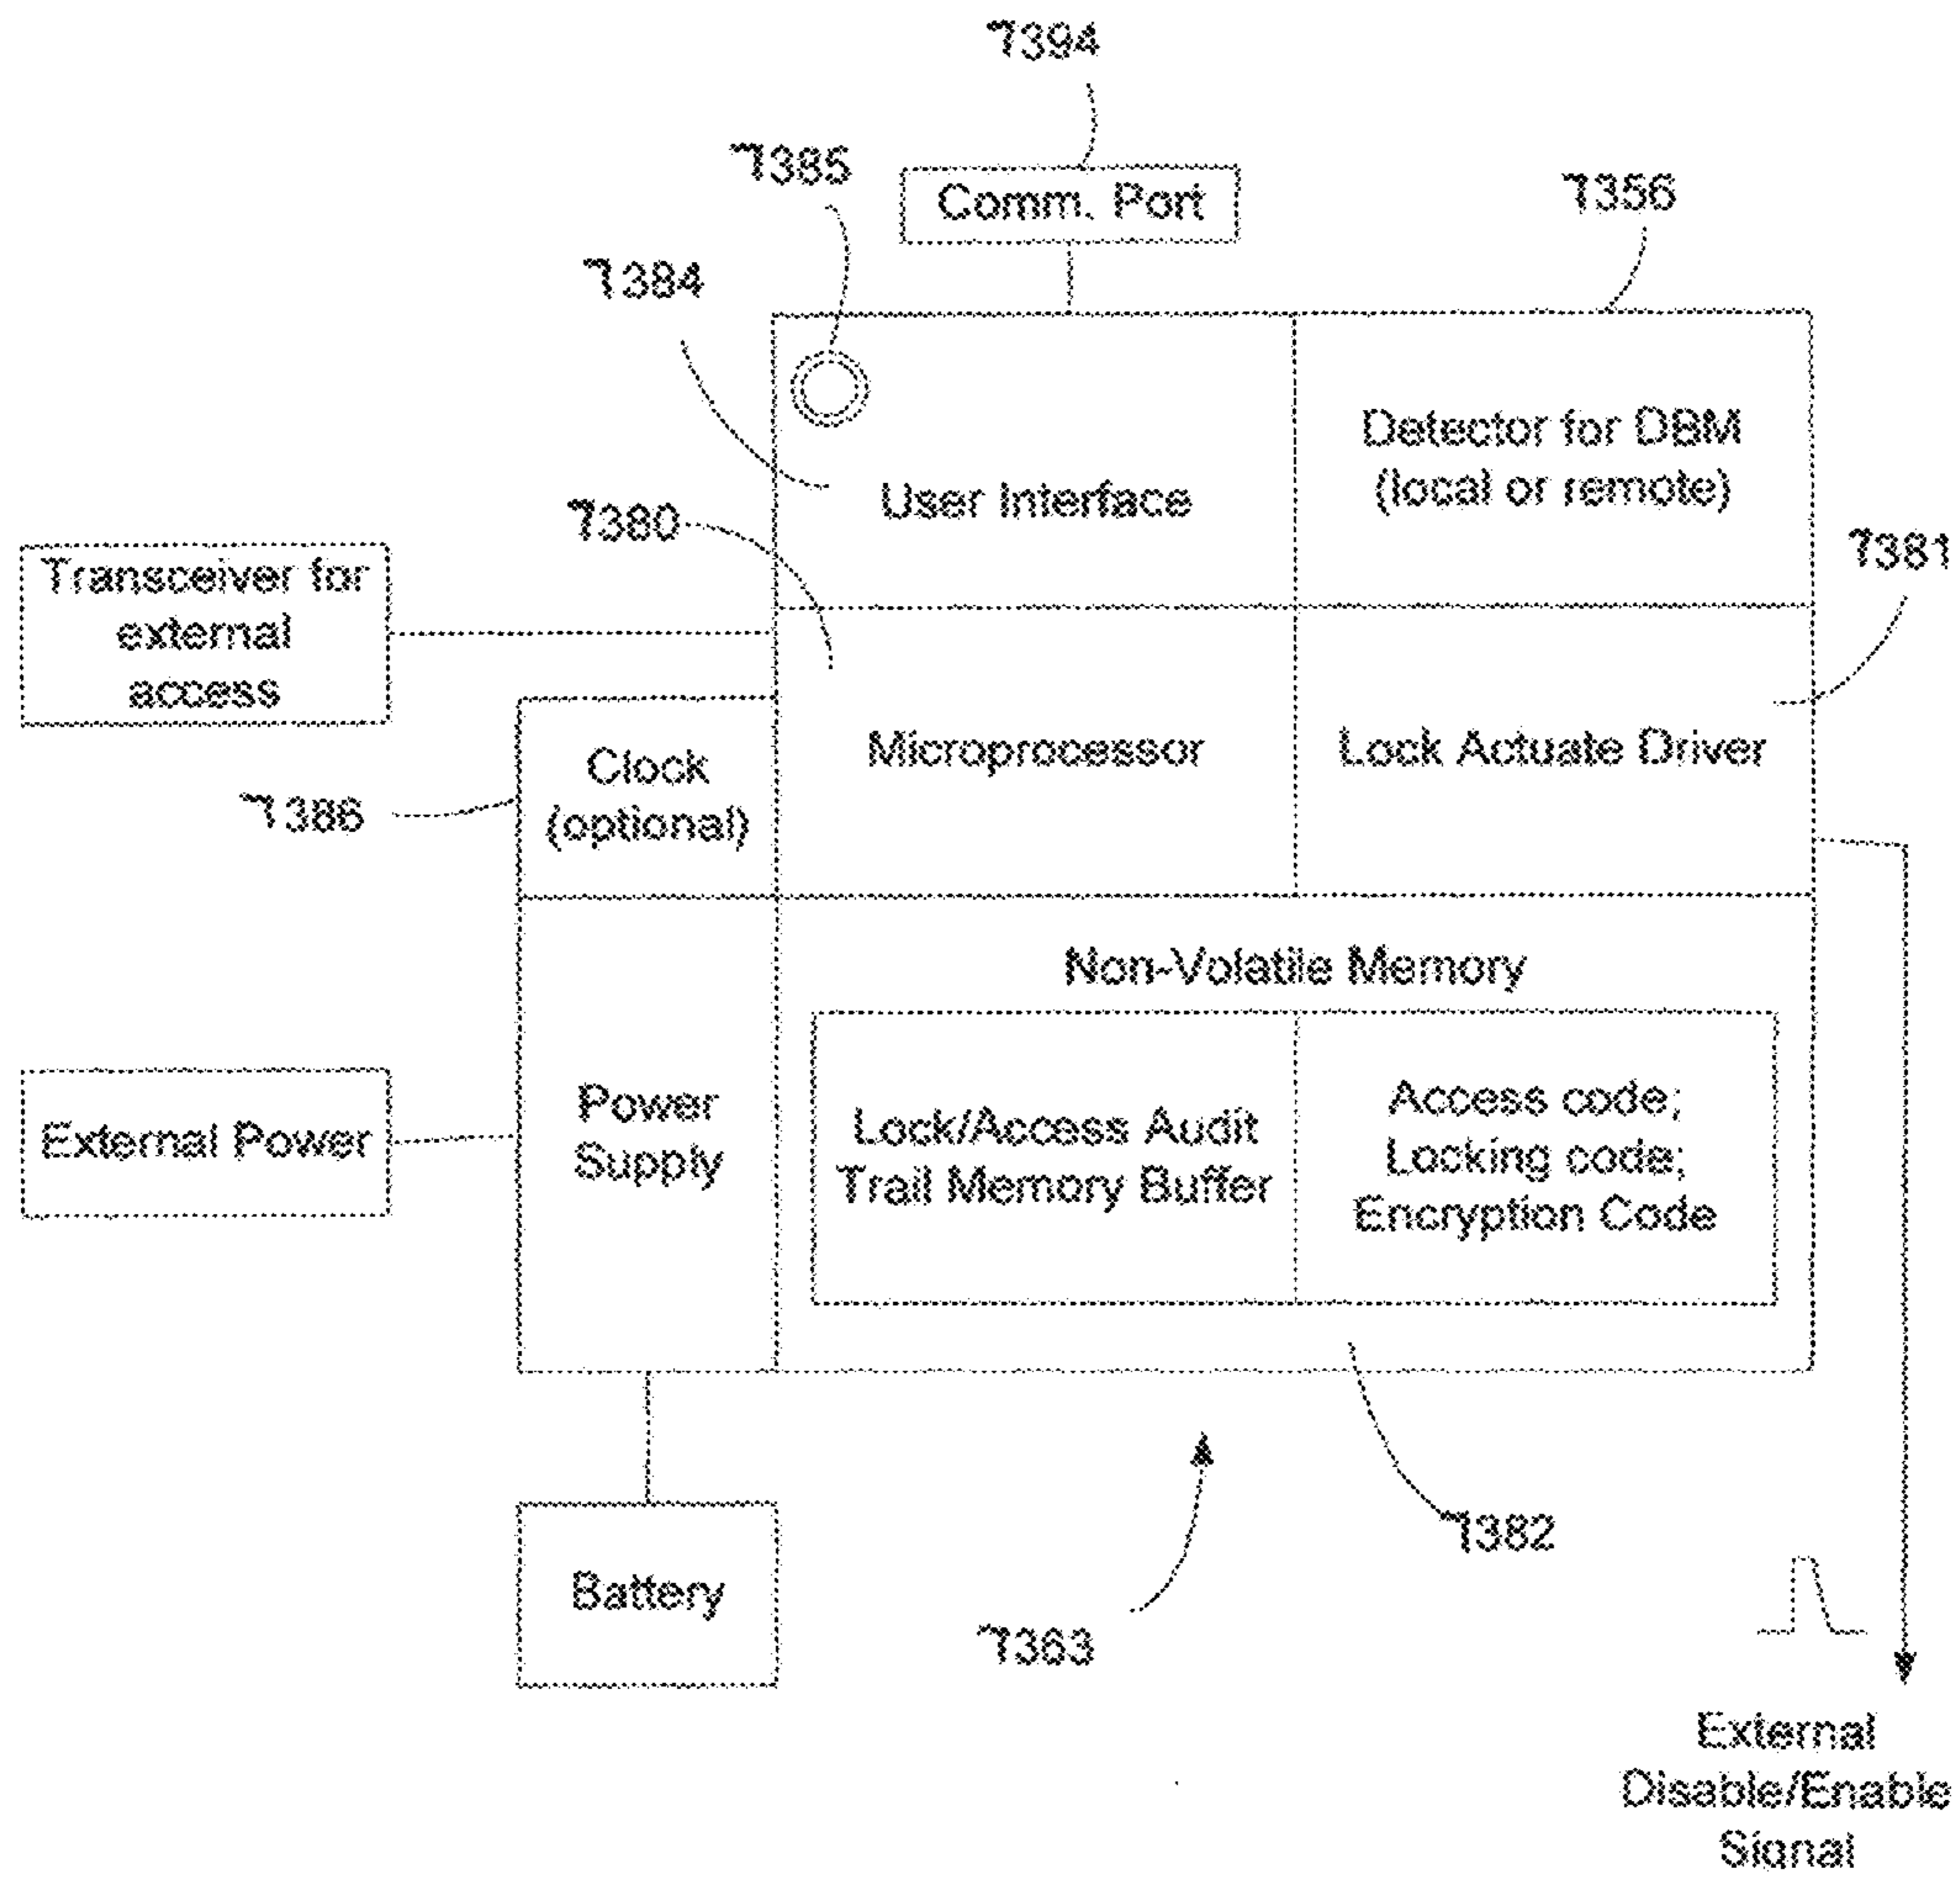 7394
7385
Comm. Port
7356
7384
Detector for DBM
(local or remote)
User Interface
7380
7381
Transceiver for
external
access
Microprocessor
Lock Actuate Driver
Clock
(optional)
7386
Non-Volatile Memory
Power
Supply
Lock/Access Audit
Trail Memory Buffer
Access code;
Locking code;
Encryption Code
External Power
7382
Battery
7363
External
Disable/Enable
Signal